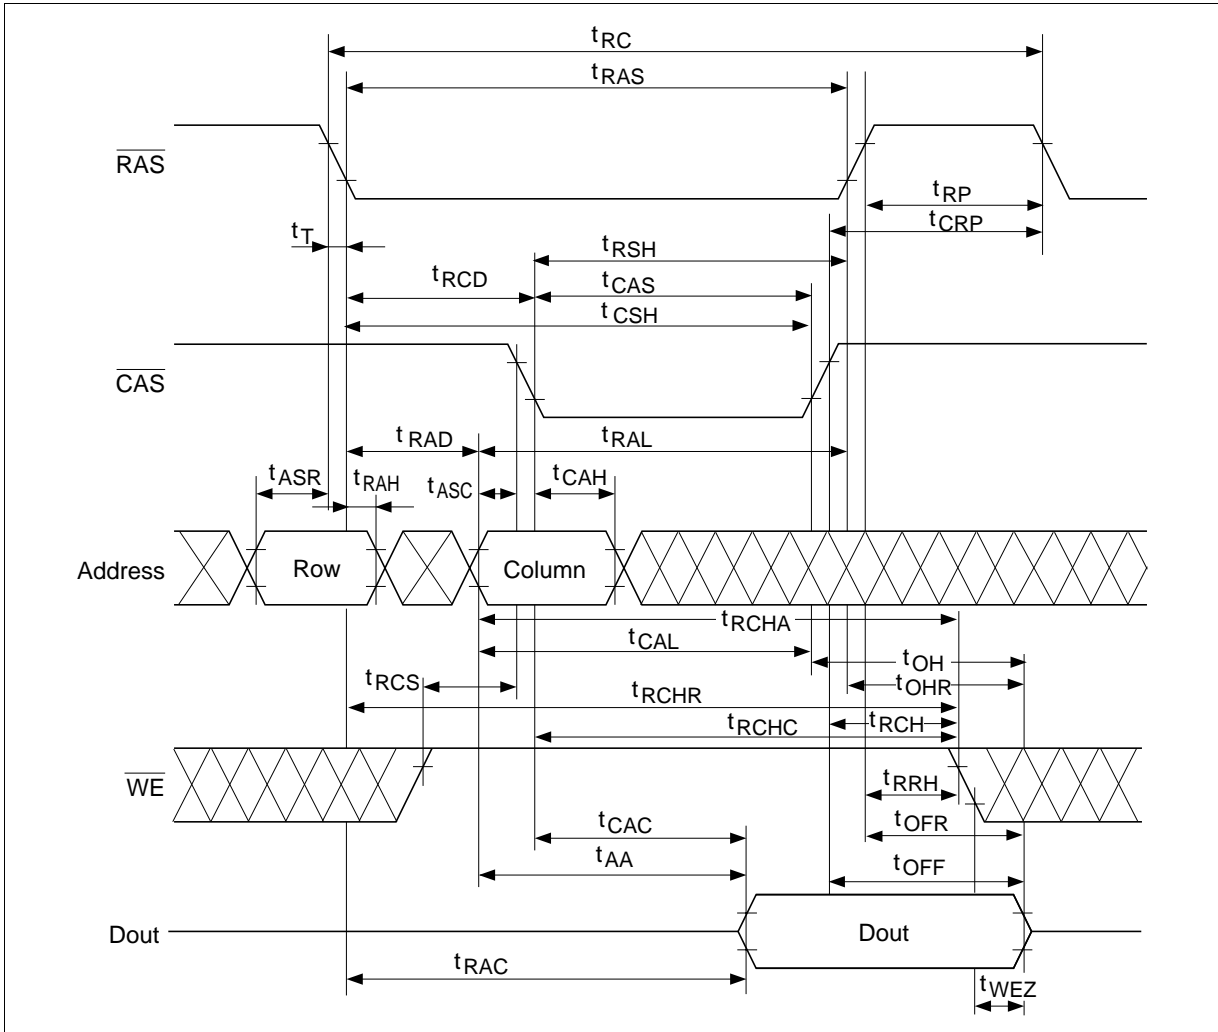 tRC
tRAS
RAS
tRP
tCRP
tT
tRSH
tRCD
tCAS
tCSH
CAS
tRAD
tRAL
tASR
tRAH
tASC
tCAH
Address
Row
Column
tRCHA
tCAL
tOH
tRCS
tOHR
tRCHR
tRCH
tRCHC
WE
tRRH
tCAC
tOFR
tAA
tOFF
Dout
Dout
tRAC
tWEZ